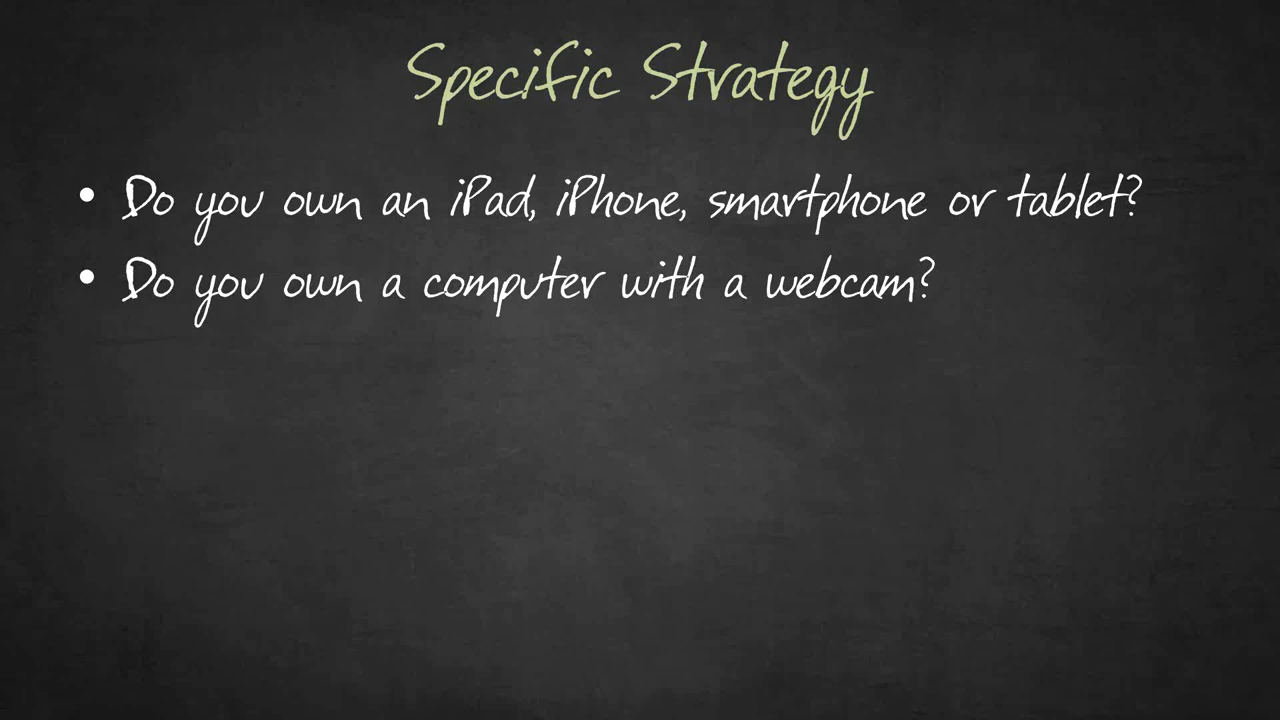 Specific Strategy
• Do you own an iPad, iPhone, smartphone or tablet?
• Do you own a computer with a webcam?